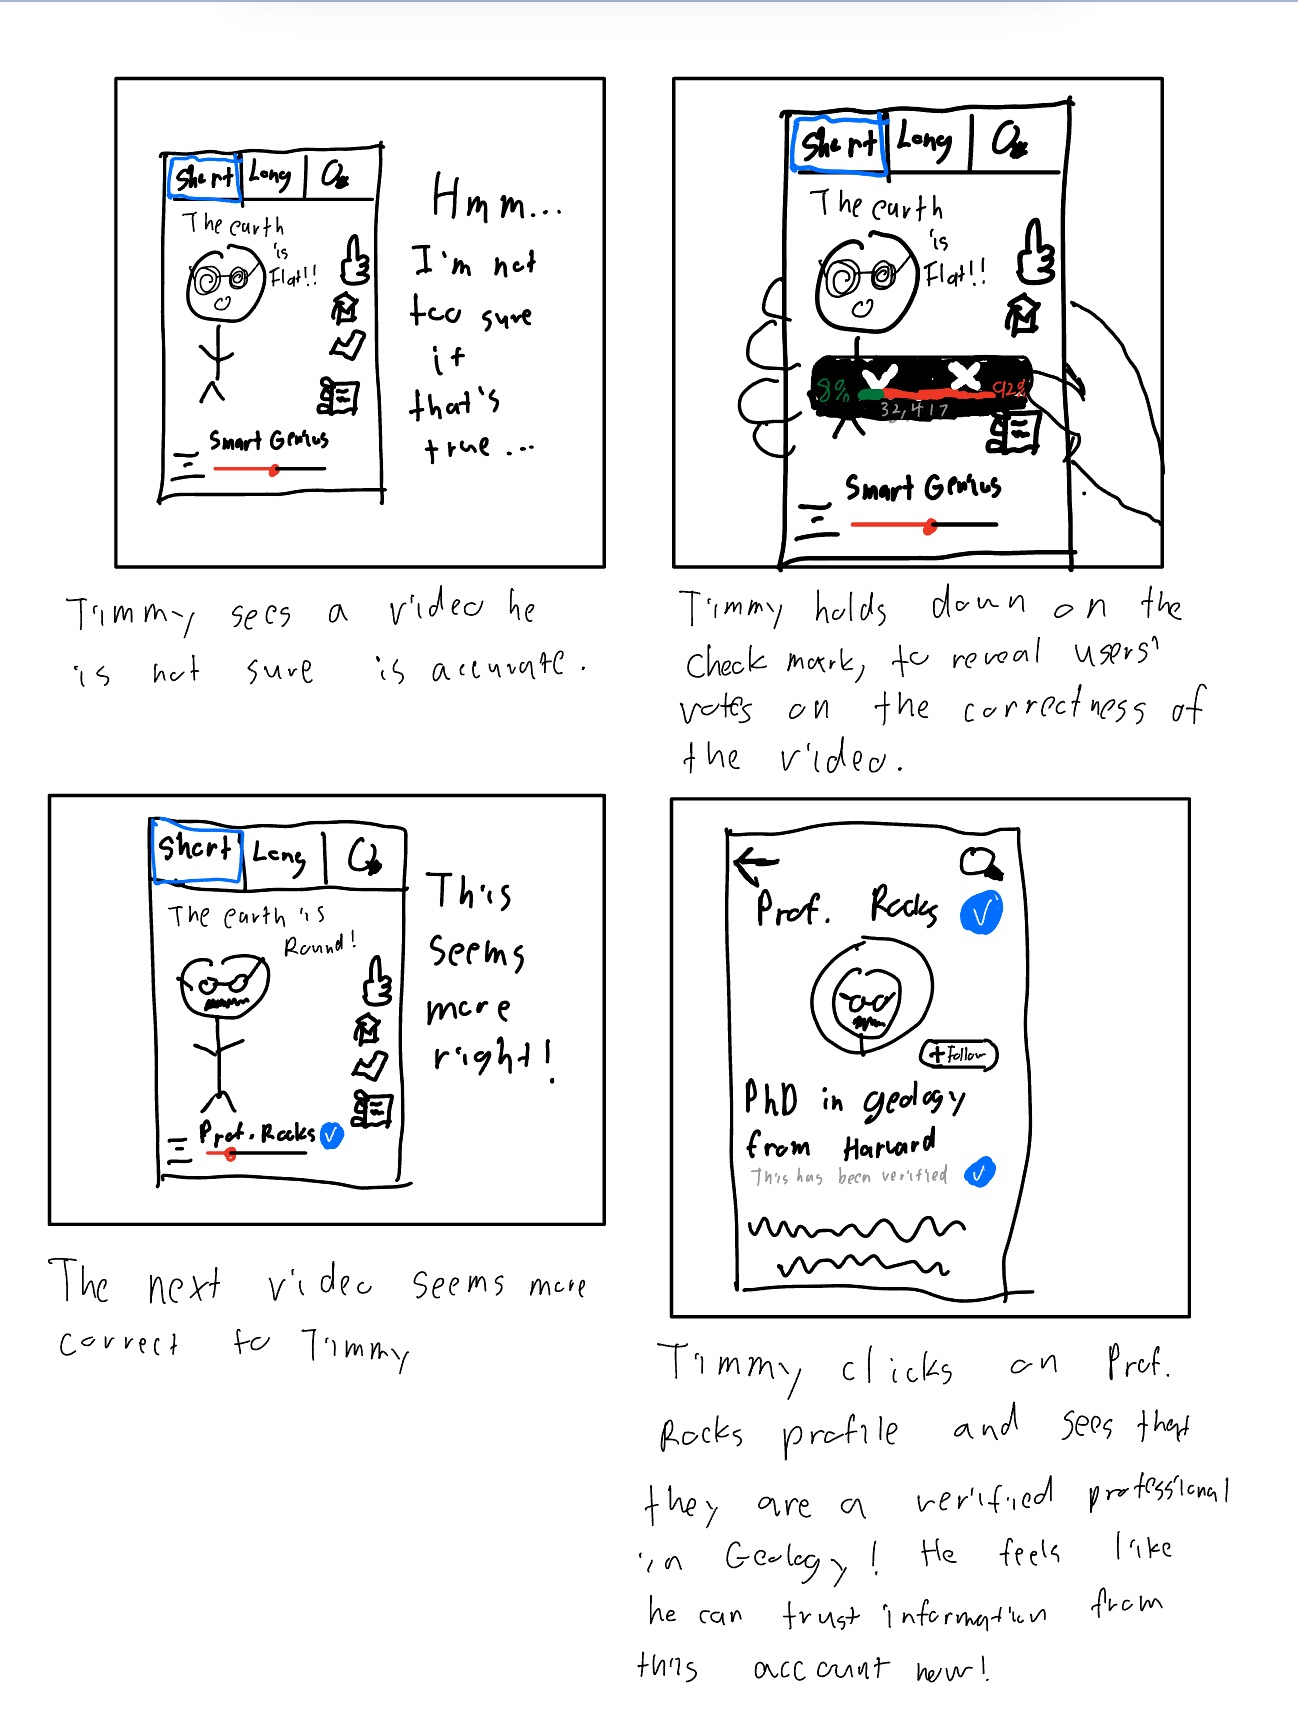 Short Long
The earth
is
Flat!!
Smart Genius
Hmm...
I'm not
too sure
if
that's
true...
Timmy sees a video he
is not sure is accurate.
Short Long
The earth
is
Flat!!
8% 92%
32,417
Smart Genius
Timmy holds down on the
check mark, to reveal users'
votes on the correctness of
the video.
Short Long
The earth is
Round!
Prof. Rocks
This
seems
more
right!
The next video seems more
correct to Timmy
Prof. Rocks
+ Follow
PhD in geology
from Harvard
This has been verified
Timmy clicks on Prof.
Rocks profile and sees that
they are a verified professional
in Geology! He feels like
he can trust information from
this account now!